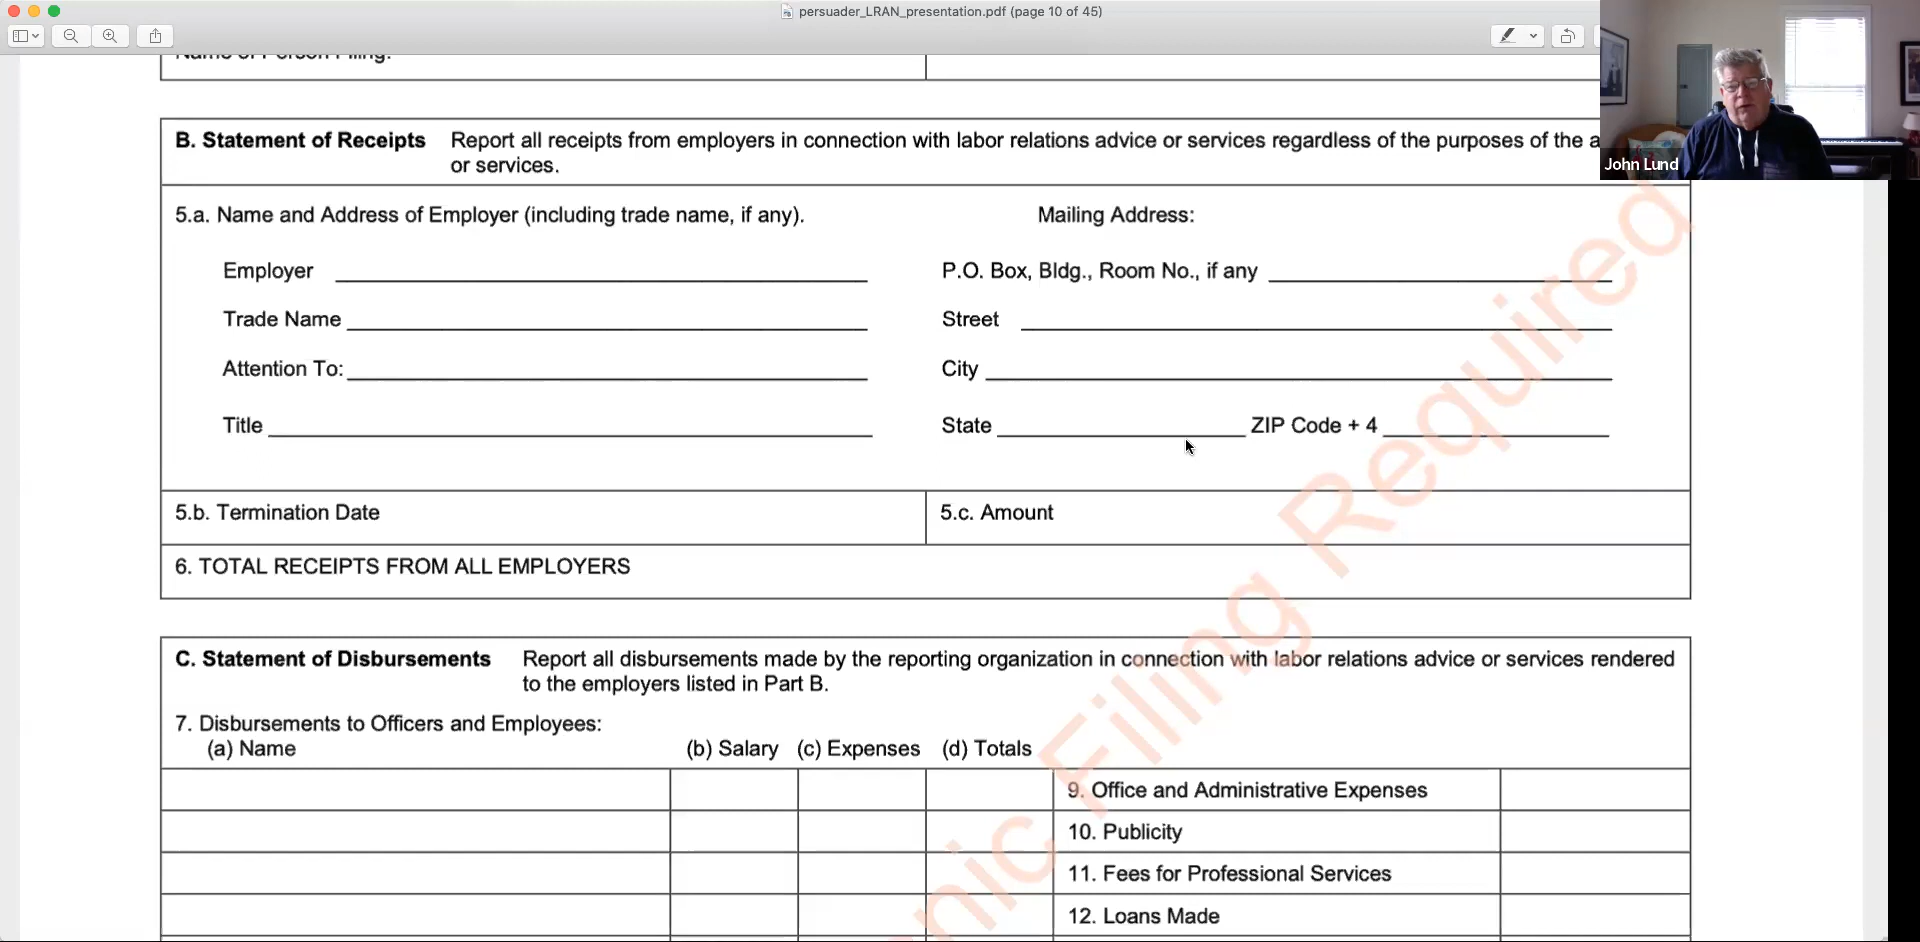 persuader_LRAN_presentation.pdf (page 10 of 45)
Name of Person Filing:
John Lund
B. Statement of Receipts Report all receipts from employers in connection with labor relations advice or services regardless of the purposes of the a
or services.
5.a. Name and Address of Employer (including trade name, if any). Mailing Address:
Employer P.O. Box, Bldg., Room No., if any
Trade Name Street
Attention To: City
Title State ZIP Code + 4
5.b. Termination Date 5.c. Amount
6. TOTAL RECEIPTS FROM ALL EMPLOYERS
C. Statement of Disbursements Report all disbursements made by the reporting organization in connection with labor relations advice or services rendered
to the employers listed in Part B.
7. Disbursements to Officers and Employees:
(a) Name (b) Salary (c) Expenses (d) Totals
9. Office and Administrative Expenses
10. Publicity
11. Fees for Professional Services
12. Loans Made
nic Filing Required